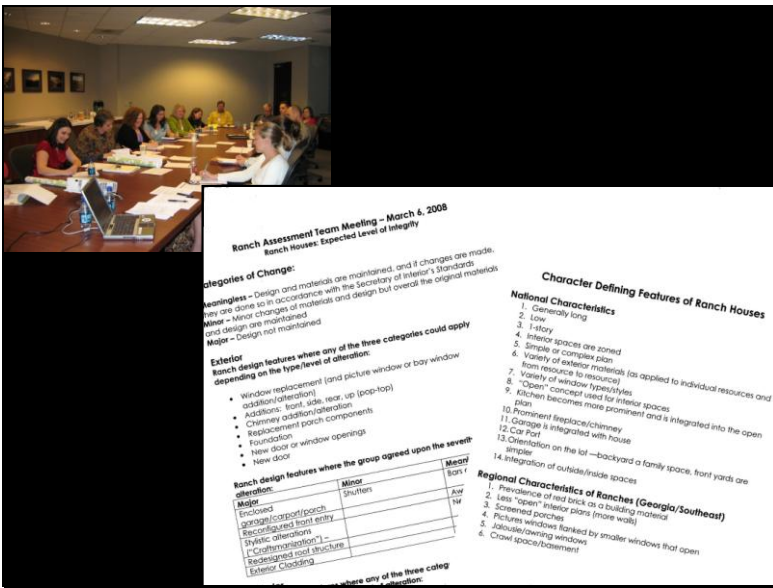 Ranch Assessment Team Meeting – March 6, 2008
Ranch Houses: Expected Level of Integrity
ategories of Change:
Meaningless – Design and materials are maintained, and if changes are made,
hey are done so in accordance with the Secretary of Interior's Standards
Minor – Minor changes of materials and design but overall the original materials
and design are maintained
Major – Design not maintained
Exterior
Ranch design features where any of the three categories could apply
depending on the type/level of alteration:
• Window replacement (and picture window or bay window
addition/alteration)
• Additions: front, side, rear, up (pop-top)
• Chimney addition/alteration
• Replacement porch components
• Foundation
• New door or window openings
• New door
Ranch design features where the group agreed upon the severit
alteration:
Major Minor Meani
Enclosed Shutters Bars
garage/carport/porch
Reconfigured front entry Aw
Stylistic alterations
("Craftsmanization") –
Redesigned roof structure
Exterior Cladding
where any of the three categ
alteration:
Character Defining Features of Ranch Houses
National Characteristics
1. Generally long
2. Low
3. 1-story
4. Interior spaces are zoned
5. Simple or complex plan
6. Variety of exterior materials (as applied to individual resources and
from resource to resource)
7. Variety of window types/styles
8. "Open" concept used for interior spaces
9. Kitchen becomes more prominent and is integrated into the open
plan
10. Prominent fireplace/chimney
11. Garage is integrated with house
12. Car Port
13. Orientation on the lot —backyard a family space, front yards are
simpler
14. Integration of outside/inside spaces
Regional Characteristics of Ranches (Georgia/Southeast)
1. Prevalence of red brick as a building material
2. Less "open" interior plans (more walls)
3. Screened porches
4. Pictures windows flanked by smaller windows that open
5. Jalousie/awning windows
6. Crawl space/basement